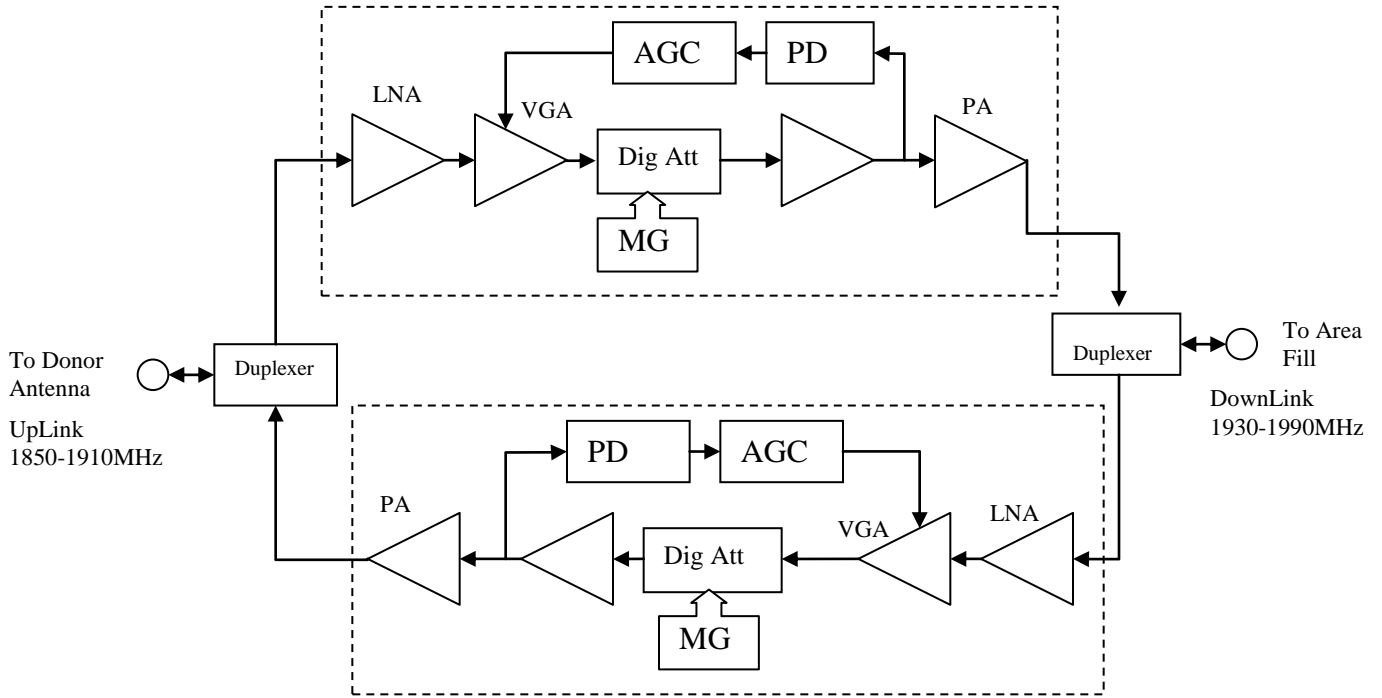 AGC
PD
LNA
VGA
PA
Dig Att
MG
To Donor
Antenna
Duplexer
Duplexer
To Area
Fill
UpLink
1850-1910MHz
DownLink
1930-1990MHz
PD
AGC
PA
VGA
LNA
Dig Att
MG